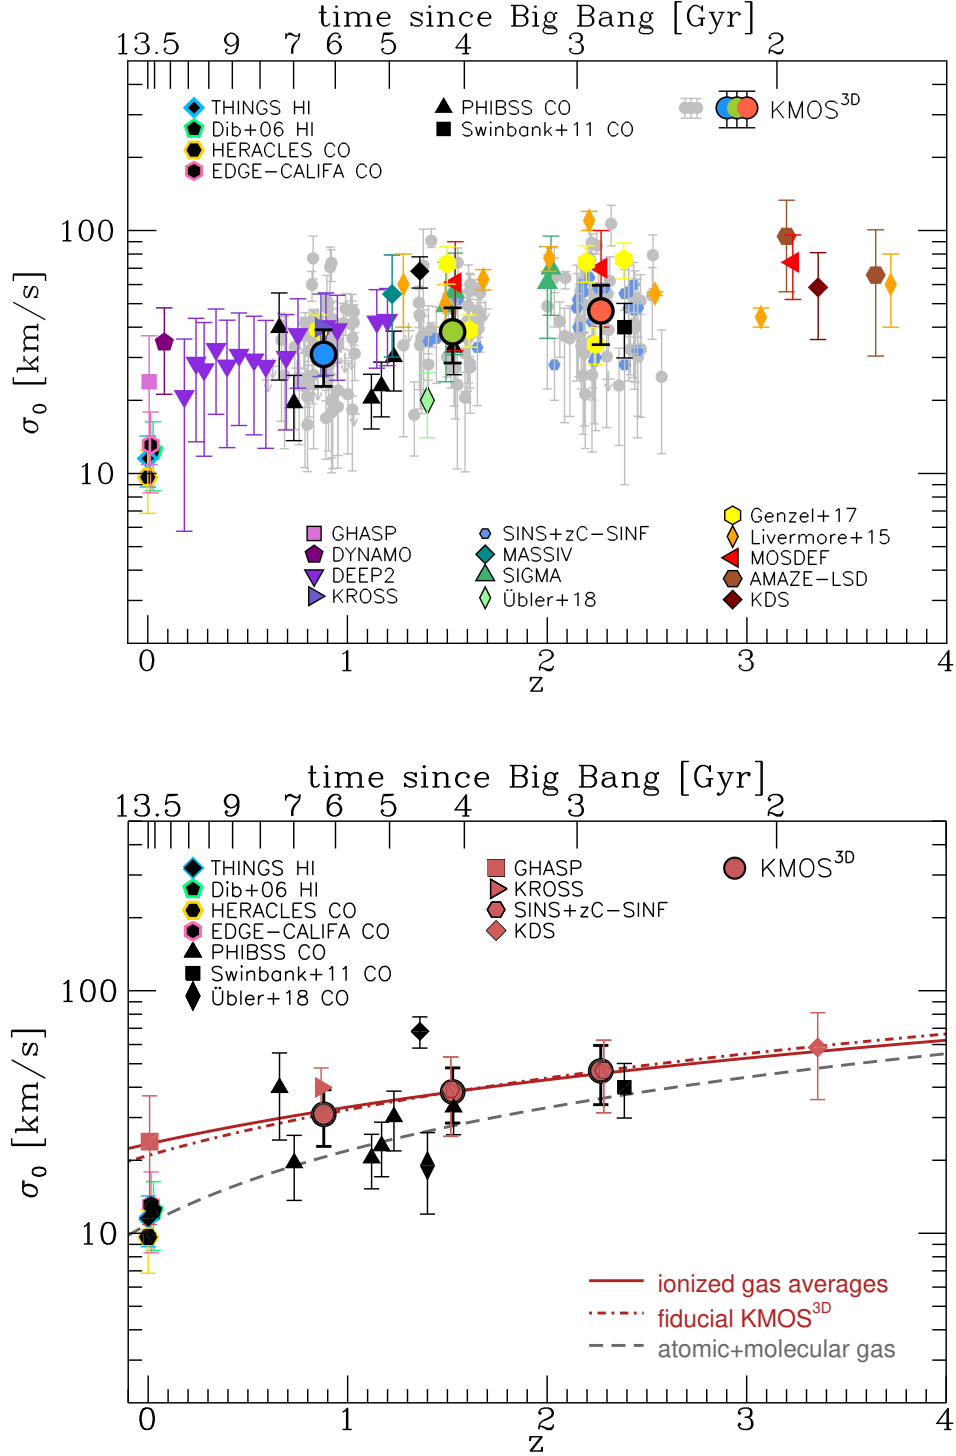 time since Big Bang [Gyr]
13.5 9 7 6 5 4 3 2
THINGS HI PHIBSS CO KMOS3D
Dib+06 HI Swinbank+11 CO
HERACLES CO
EDGE-CALIFA CO
100
σ0 [km/s]
10
GHASP SINS+zC-SINF Genzel+17
DYNAMO MASSIV Livermore+15
DEEP2 SIGMA MOSDEF
KROSS Übler+18 AMAZE-LSD
KDS
0 1 2 3 4
z
time since Big Bang [Gyr]
13.5 9 7 6 5 4 3 2
THINGS HI GHASP KMOS3D
Dib+06 HI KROSS
HERACLES CO SINS+zC-SINF
EDGE-CALIFA CO KDS
PHIBSS CO
Swinbank+11 CO
Übler+18 CO
100
σ0 [km/s]
10
ionized gas averages
fiducial KMOS3D
atomic+molecular gas
0 1 2 3 4
z